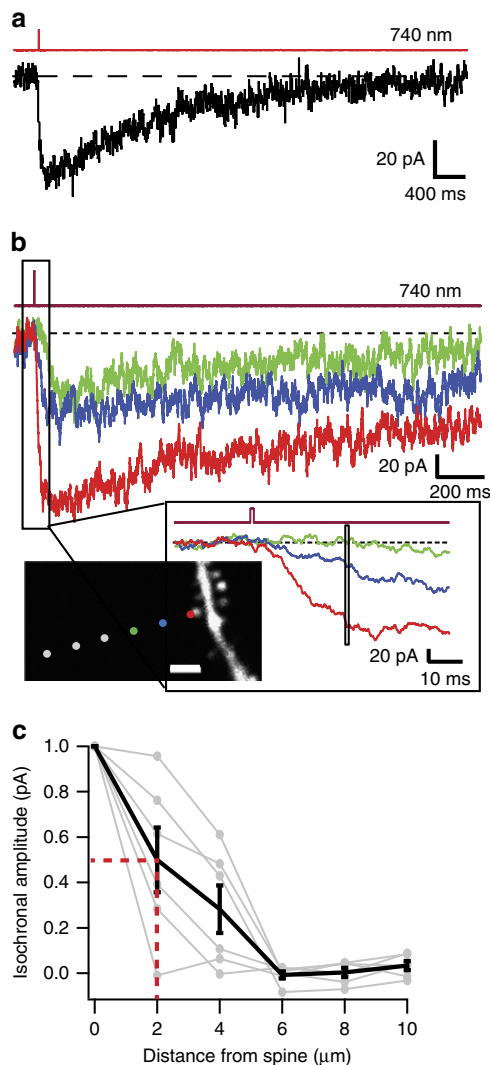 a
740 nm
20 pA
400 ms
b
740 nm
20 pA
200 ms
20 pA
10 ms
c
1.0
0.8
0.6
0.4
0.2
0.0
Isochronal amplitude (pA)
0 2 4 6 8 10
Distance from spine (μm)